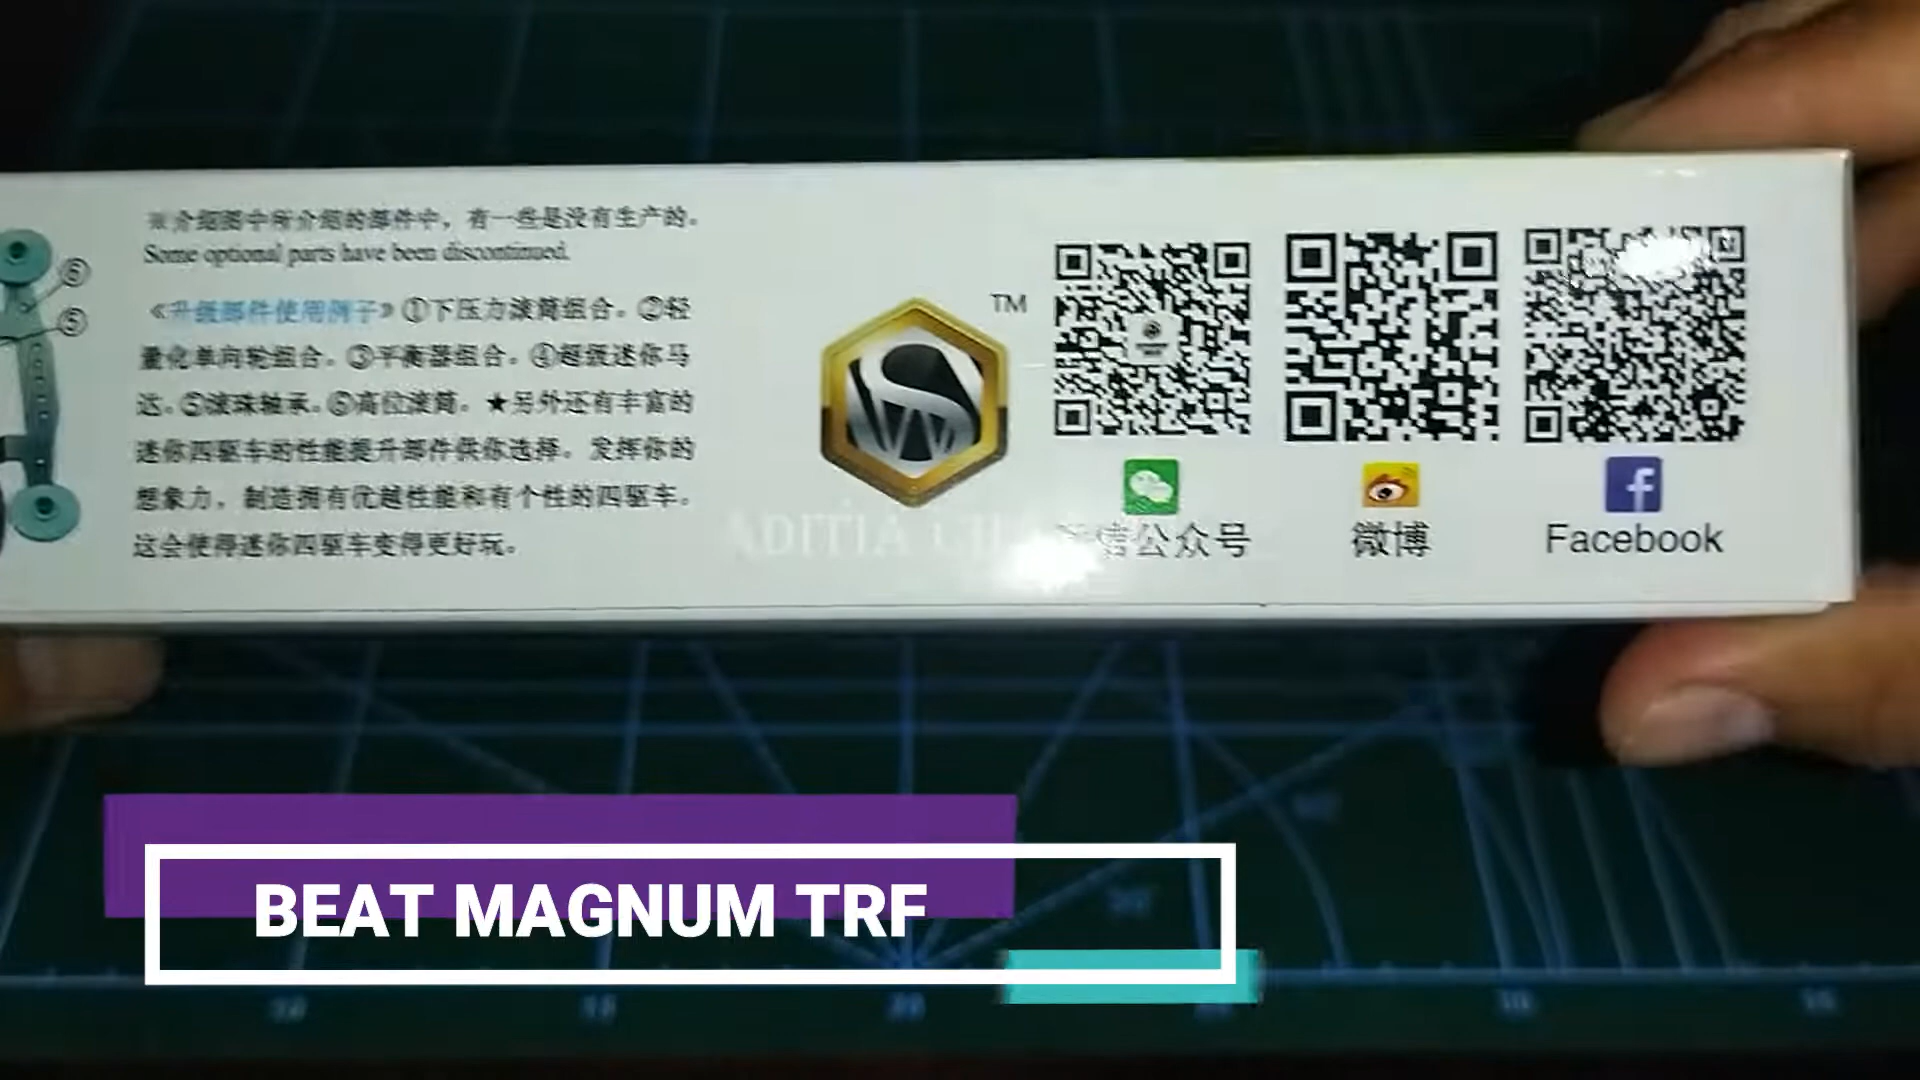 ※介绍图中所介绍的部件中，有一些是没有生产的。
Some optional parts have been discontinued.
《升级部件使用例子》①下压力滚筒组合。②轻
量化单向轮组合。③平衡器组合。④超级迷你马
达。⑤滚珠轴承。⑥高位滚筒。★另外还有丰富的
迷你四驱车的性能提升部件供你选择。发挥你的
想象力，制造拥有优越性能和有个性的四驱车。
这会使得迷你四驱车变得更好玩。
⑥
⑤
TM
信公众号
微博
Facebook
ADITIA
BEAT MAGNUM TRF